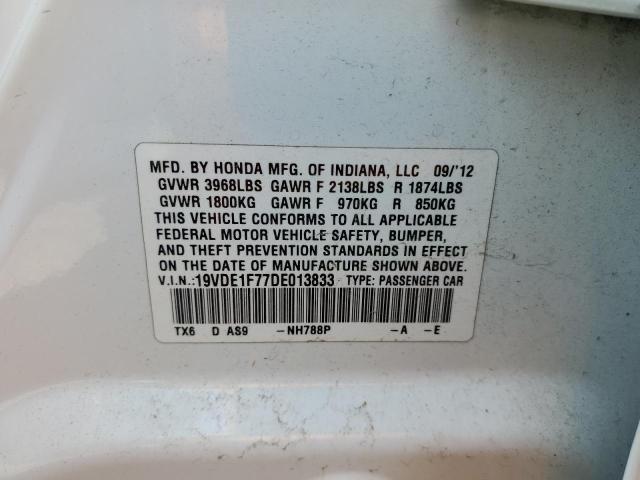 MFD. BY HONDA MFG. OF INDIANA, LLC 09/'12
GVWR 3968LBS GAWR F 2138LBS R 1874LBS
GVWR 1800KG GAWR F 970KG R 850KG
THIS VEHICLE CONFORMS TO ALL APPLICABLE
FEDERAL MOTOR VEHICLE SAFETY, BUMPER,
AND THEFT PREVENTION STANDARDS IN EFFECT
ON THE DATE OF MANUFACTURE SHOWN ABOVE.
V.I.N.:19VDE1F77DE013833 TYPE: PASSENGER CAR
TX6 D AS9 -NH788P -A -E